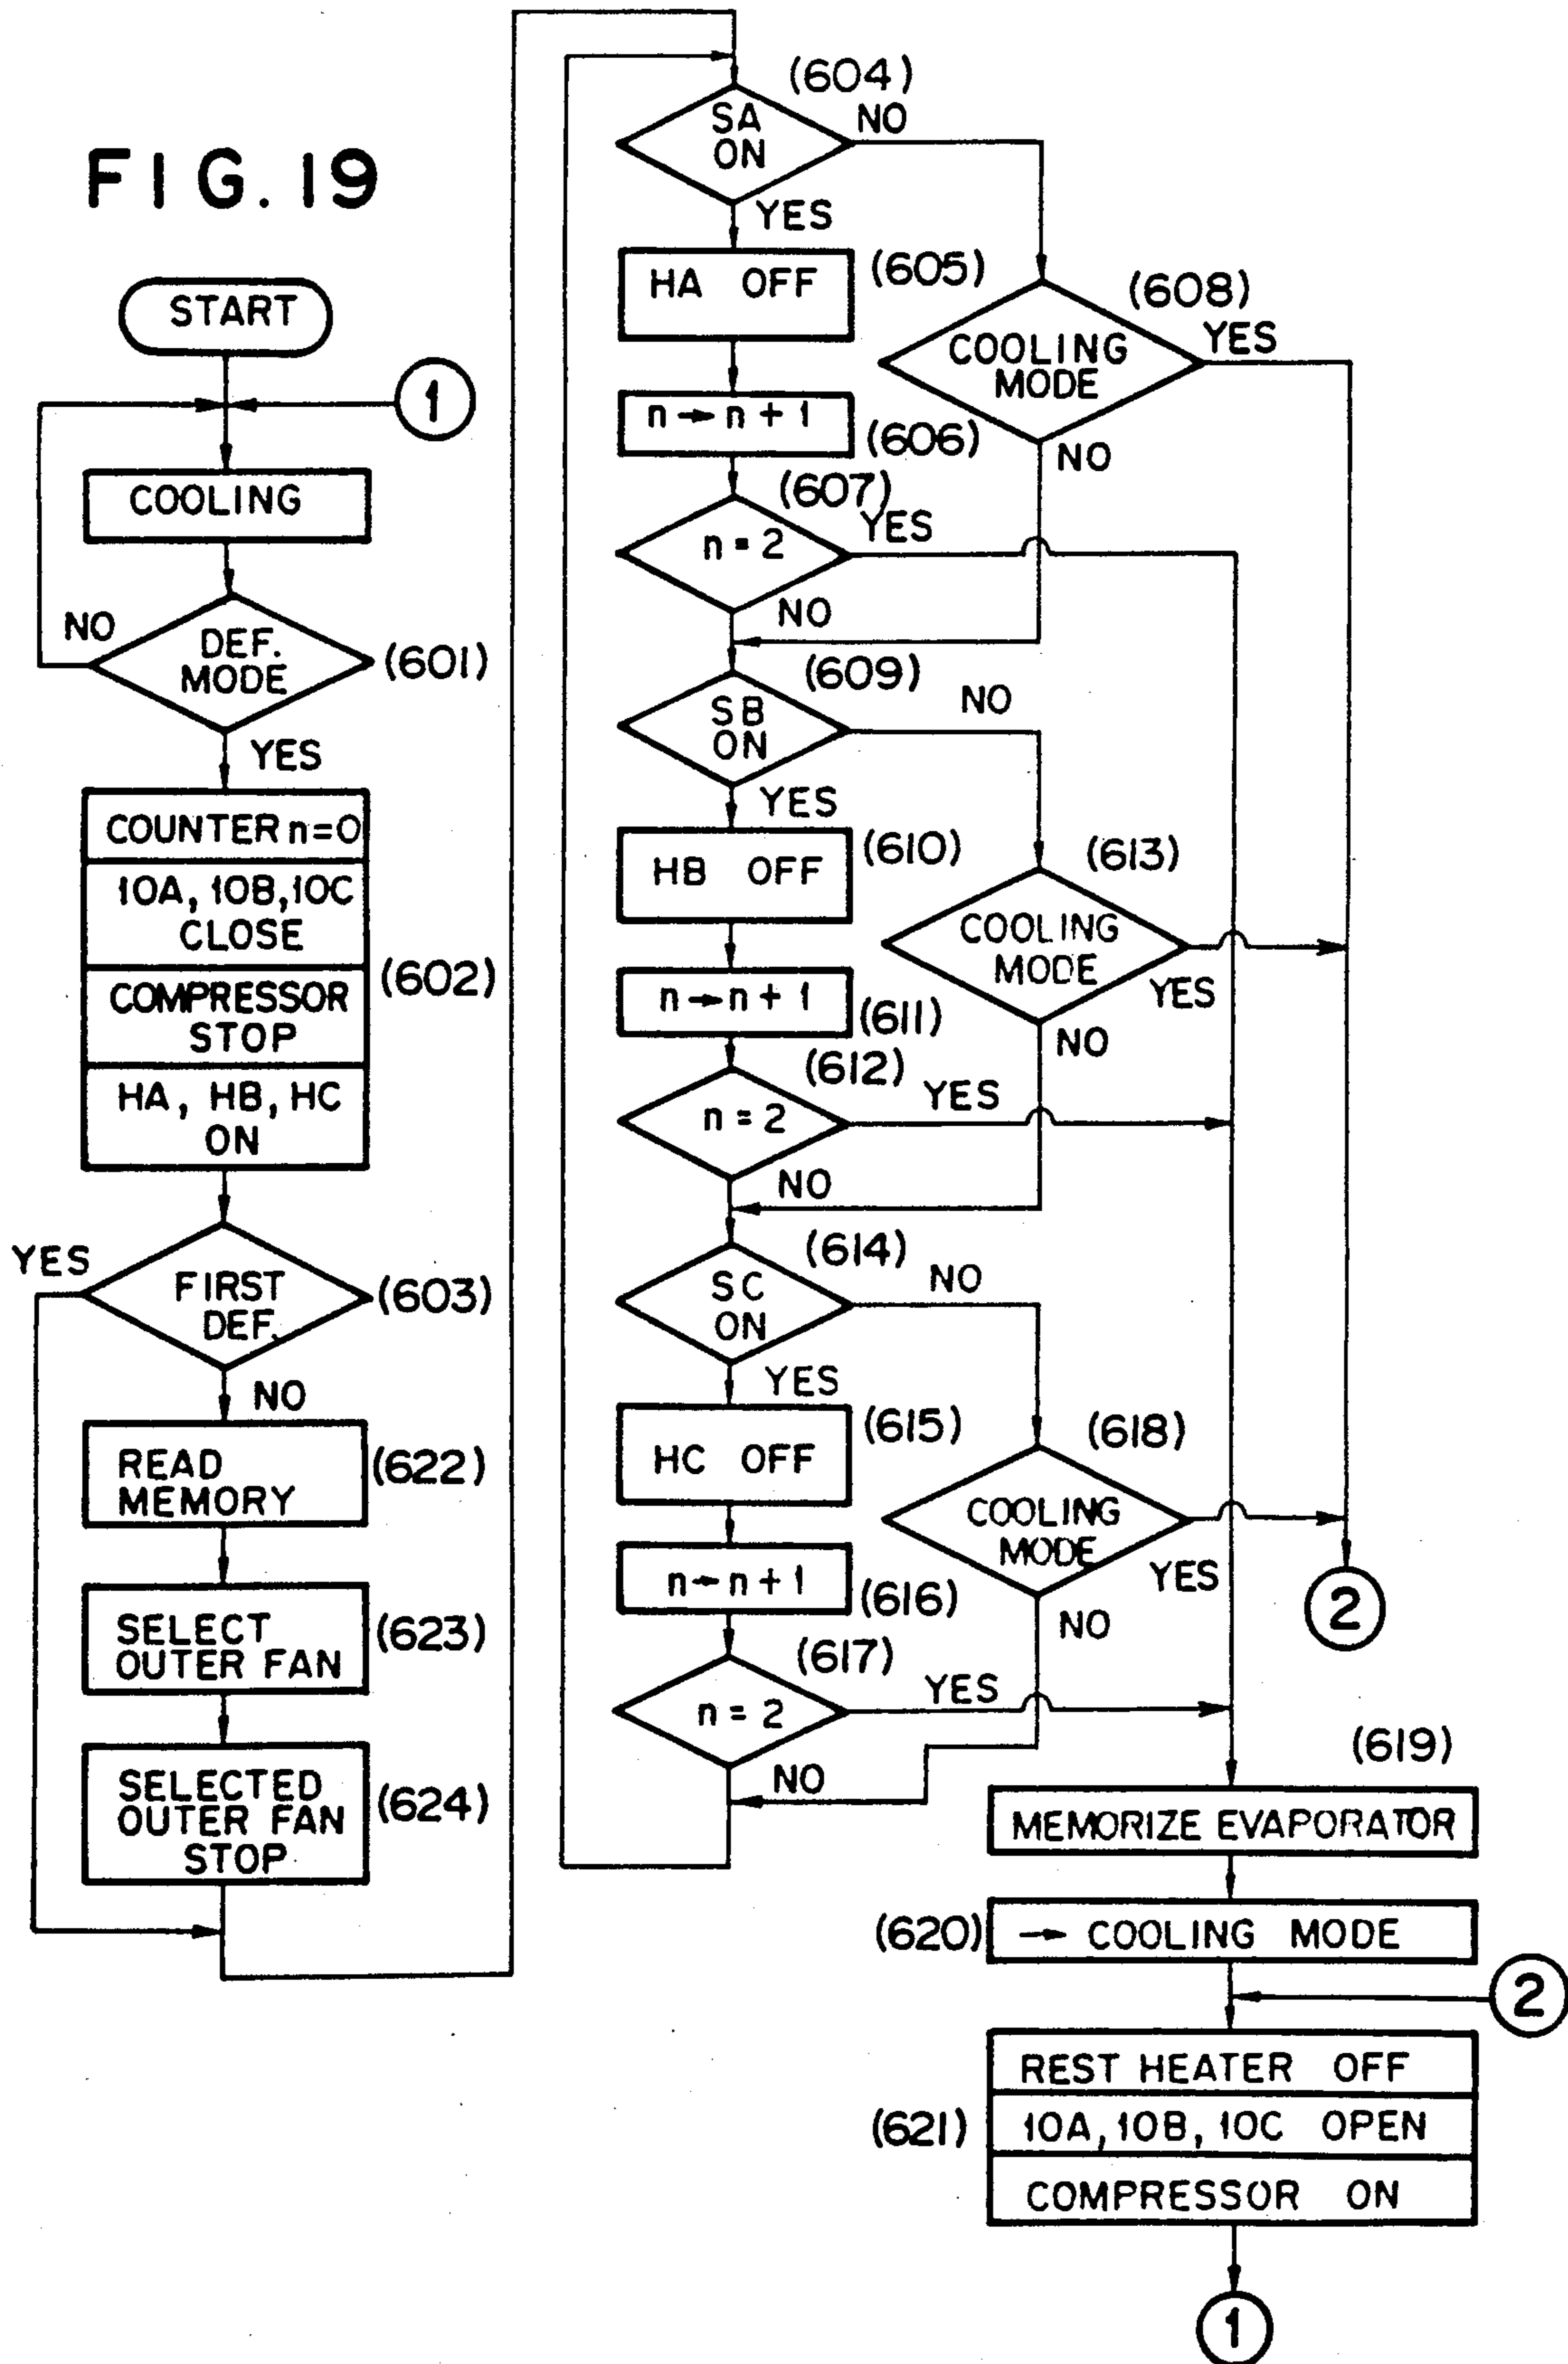 FIG. 19
START
1
COOLING
NO
DEF.
MODE
(601)
YES
COUNTER n=0
10A, 10B, 10C
CLOSE
COMPRESSOR
STOP
(602)
HA, HB, HC
ON
YES
FIRST
DEF.
(603)
NO
READ
MEMORY
(622)
SELECT
OUTER FAN
(623)
SELECTED
OUTER FAN
STOP
(624)
(604)
SA
ON
NO
YES
HA OFF
(605)
(608)
COOLING
MODE
YES
NO
n → n + 1
(606)
(607)
n = 2
YES
NO
(609)
SB
ON
NO
YES
HB OFF
(610)
(613)
COOLING
MODE
YES
NO
n → n + 1
(611)
(612)
n = 2
YES
NO
(614)
SC
ON
NO
YES
HC OFF
(615)
(618)
COOLING
MODE
YES
NO
2
n → n + 1
(616)
(617)
n = 2
YES
NO
(619)
MEMORIZE EVAPORATOR
(620)
→ COOLING MODE
2
REST HEATER OFF
(621)
10A, 10B, 10C OPEN
COMPRESSOR ON
1